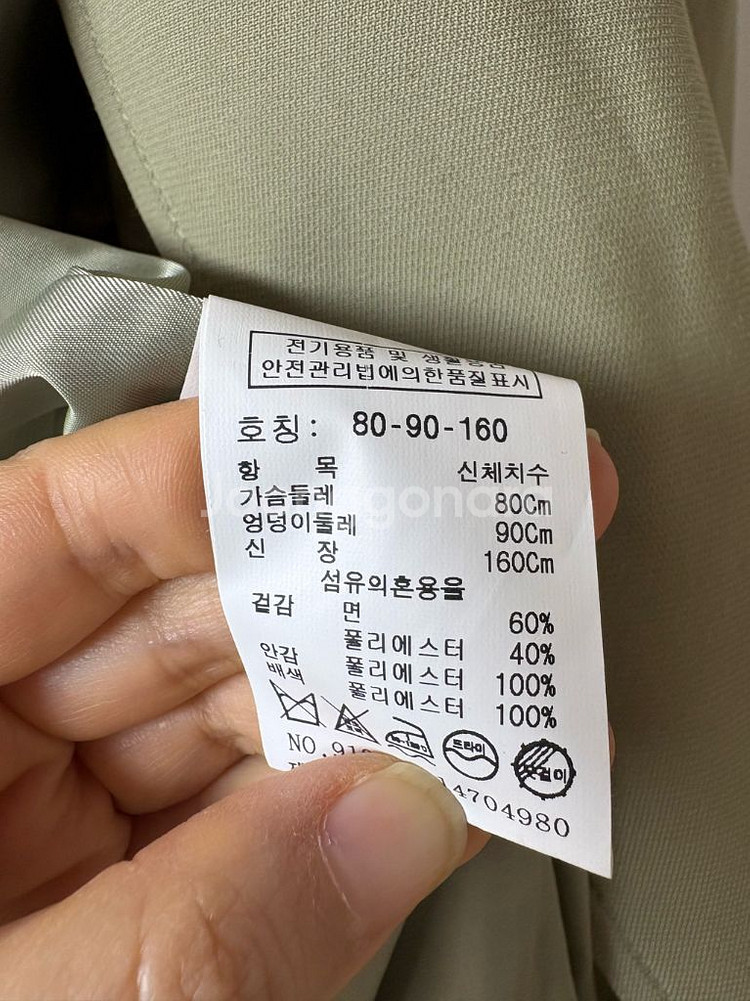 전기용품 및 생활용품
안전관리법에의한품질표시
호칭: 80-90-160
항 목 신체치수
가슴둘레 80Cm
엉덩이둘레 90Cm
신 장 160Cm
섬유의혼용율
겉감 면 60%
폴리에스터 40%
안감 폴리에스터 100%
배색 폴리에스터 100%
드라이
옷걸이
4704980